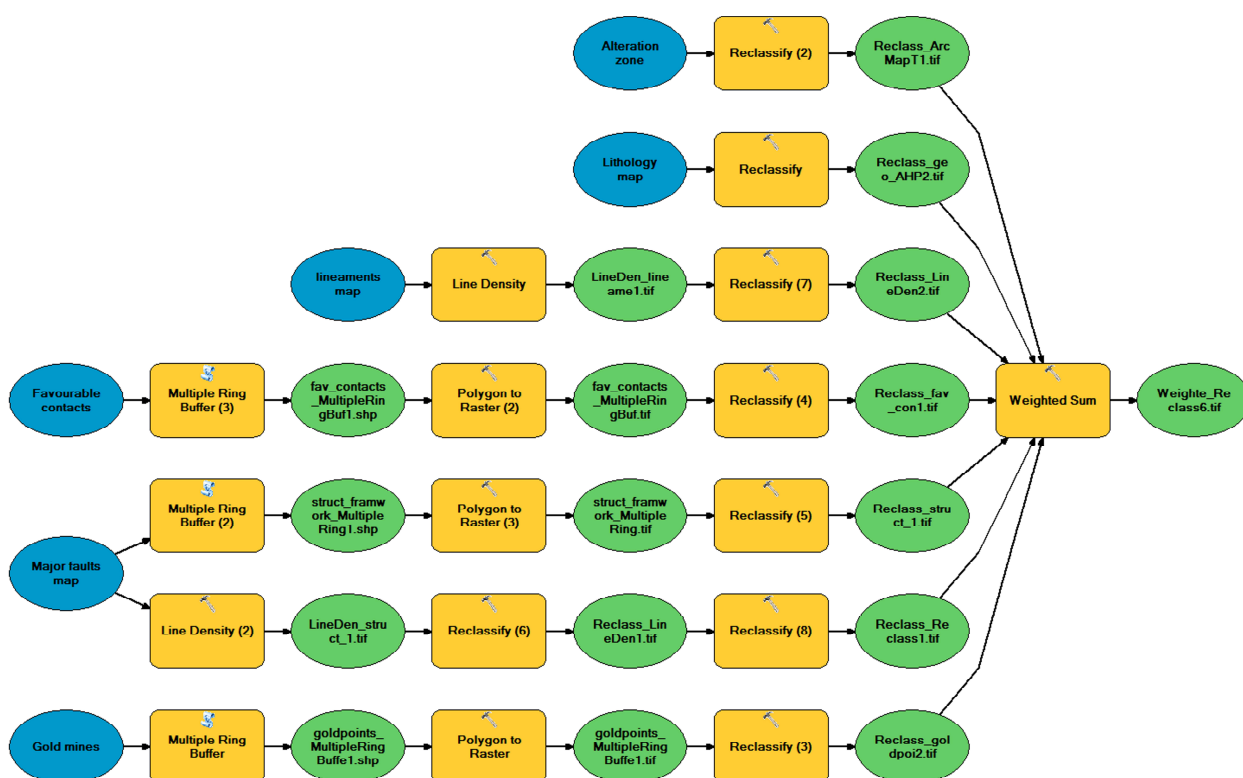 Alteration
zone
Reclassify (2)
Reclass_Arc
MapT1.tif
Lithology
map
Reclassify
Reclass_ge
o_AHP2.tif
lineaments
map
Line Density
LineDen_line
ame1.tif
Reclassify (7)
Reclass_Lin
eDen2.tif
Favourable
contacts
Multiple Ring
Buffer (3)
fav_contacts
_MultipleRin
gBuf1.shp
Polygon to
Raster (2)
fav_contacts
_MultipleRin
gBuf.tif
Reclassify (4)
Reclass_fav
_con1.tif
Weighted Sum
Weighte_Re
class6.tif
Major faults
map
Multiple Ring
Buffer (2)
struct_framw
ork_Multiple
Ring1.shp
Polygon to
Raster (3)
struct_framw
ork_Multiple
Ring.tif
Reclassify (5)
Reclass_stru
ct_1.tif
Line Density (2)
LineDen_stru
ct_1.tif
Reclassify (6)
Reclass_Lin
eDen1.tif
Reclassify (8)
Reclass_Re
class1.tif
Gold mines
Multiple Ring
Buffer
goldpoints_
MultipleRing
Buffe1.shp
Polygon to
Raster
goldpoints_
MultipleRing
Buffe1.tif
Reclassify (3)
Reclass_gol
dpoi2.tif